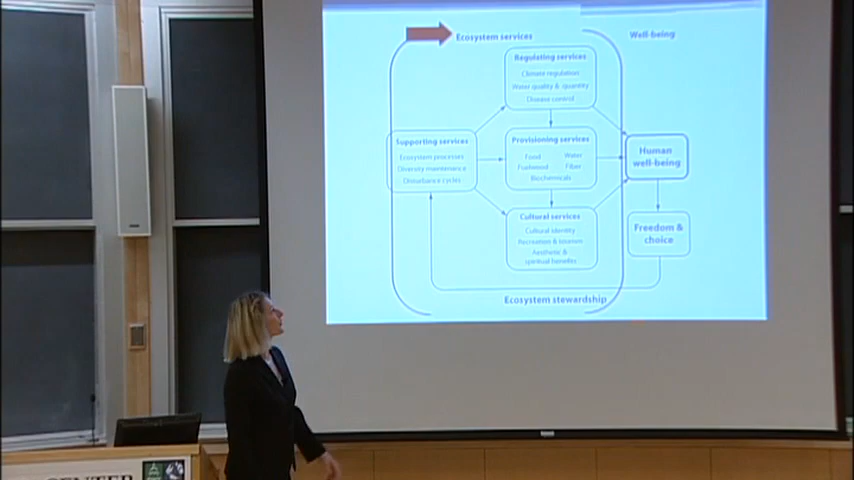 Ecosystem services
Well-being
Regulating services
Climate regulation
Water quality & quantity
Disease control
Supporting services
Ecosystem processes
Diversity maintenance
Disturbance cycles
Provisioning services
Food Water
Fuelwood Fiber
Biochemicals
Human
well-being
Cultural services
Cultural identity
Recreation & tourism
Aesthetic &
spiritual benefits
Freedom &
choice
Ecosystem stewardship
CENTER